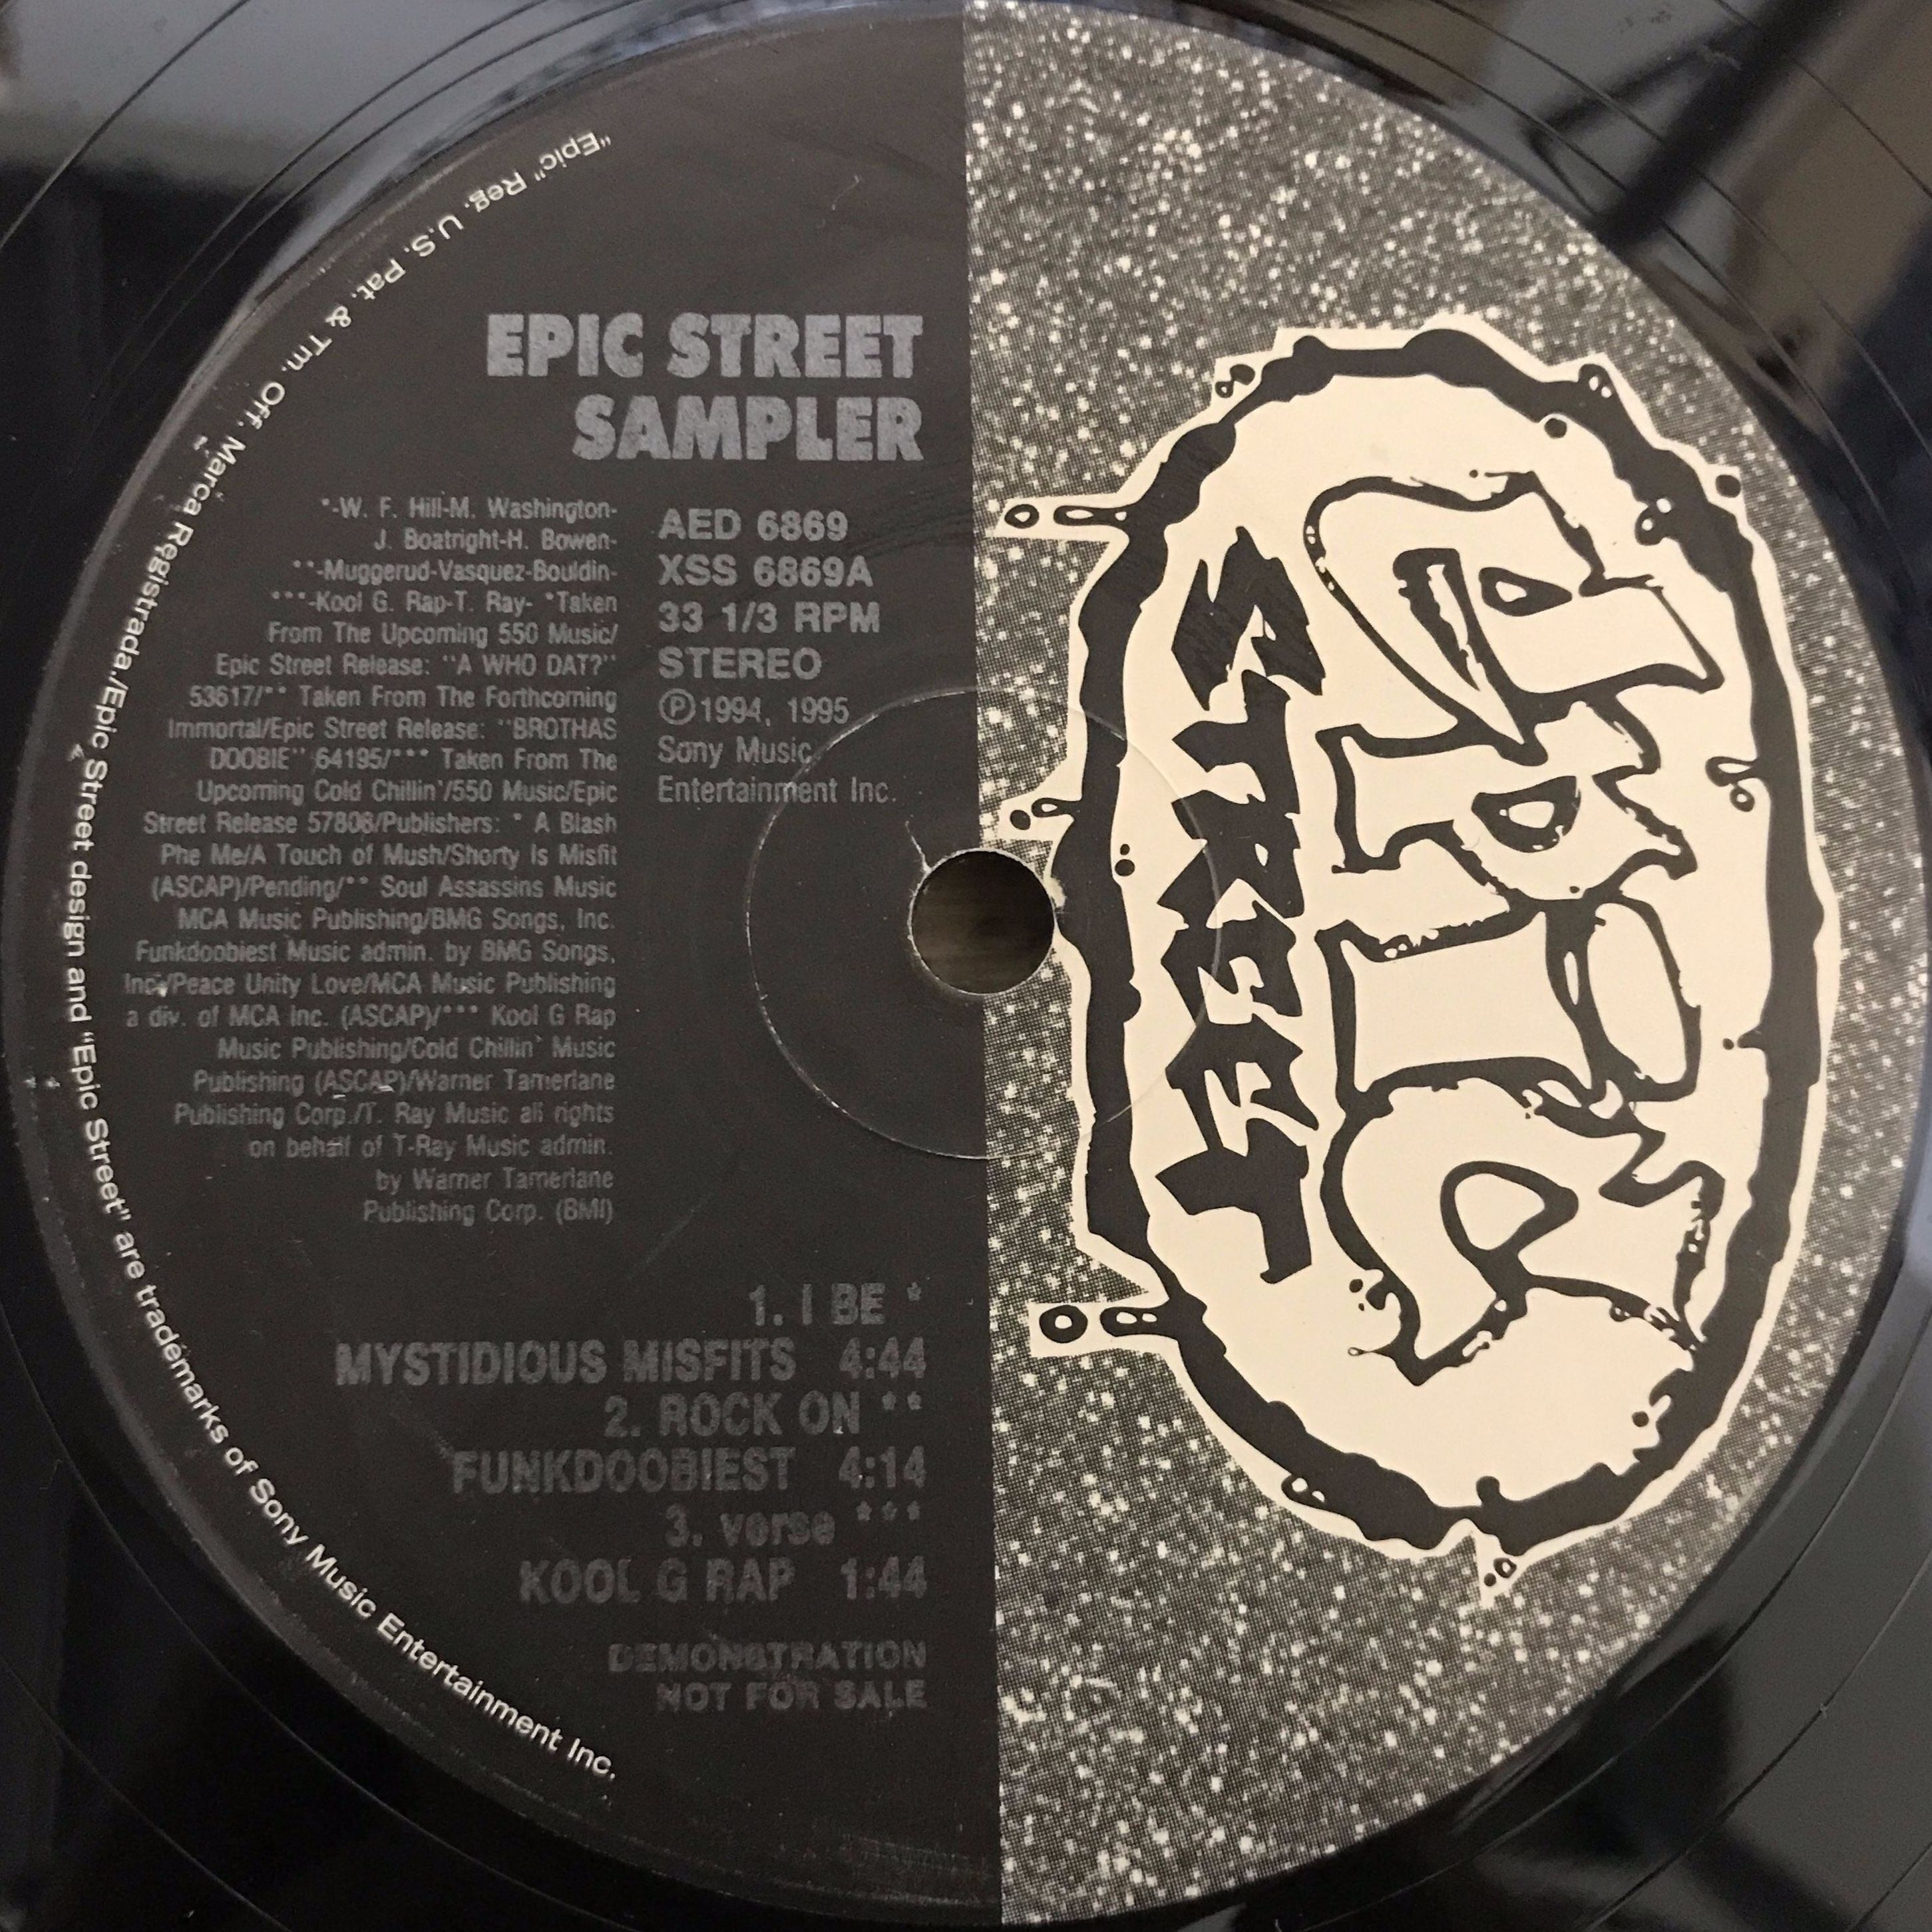 "Epic" Reg. U.S. Pat. & Tm. Off. Marca Registrada./Epic Street design and "Epic Street" are trademarks of Sony Music Entertainment Inc.
EPIC STREET
SAMPLER
*-W. F. Hill-M. Washington-
J. Boatright-H. Bowen-
**-Muggerud-Vasquez-Bouldin-
***-Kool G. Rap-T. Ray- *Taken
From The Upcoming 550 Music/
Epic Street Release: "A WHO DAT?"
53617/** Taken From The Forthcoming
Immortal/Epic Street Release: "BROTHAS
DOOBIE" 64195/*** Taken From The
Upcoming Cold Chillin'/550 Music/Epic
Street Release 57808/Publishers: * A Blash
Phe Me/A Touch of Mush/Shorty Is Misfit
(ASCAP)/Pending/** Soul Assassins Music
MCA Music Publishing/BMG Songs, Inc.
Funkdoobiest Music admin. by BMG Songs,
Inc./Peace Unity Love/MCA Music Publishing
a div. of MCA Inc. (ASCAP)/*** Kool G Rap
Music Publishing/Cold Chillin' Music
Publishing (ASCAP)/Warner Tamerlane
Publishing Corp./T. Ray Music all rights
on behalf of T-Ray Music admin.
by Warner Tamerlane
Publishing Corp. (BMI)
AED 6869
XSS 6869A
33 1/3 RPM
STEREO
℗1994, 1995
Sony Music
Entertainment Inc.
1. I BE *
MYSTIDIOUS MISFITS 4:44
2. ROCK ON **
FUNKDOOBIEST 4:14
3. verse ***
KOOL G RAP 1:44
DEMONSTRATION
NOT FOR SALE
EPIC
STREET